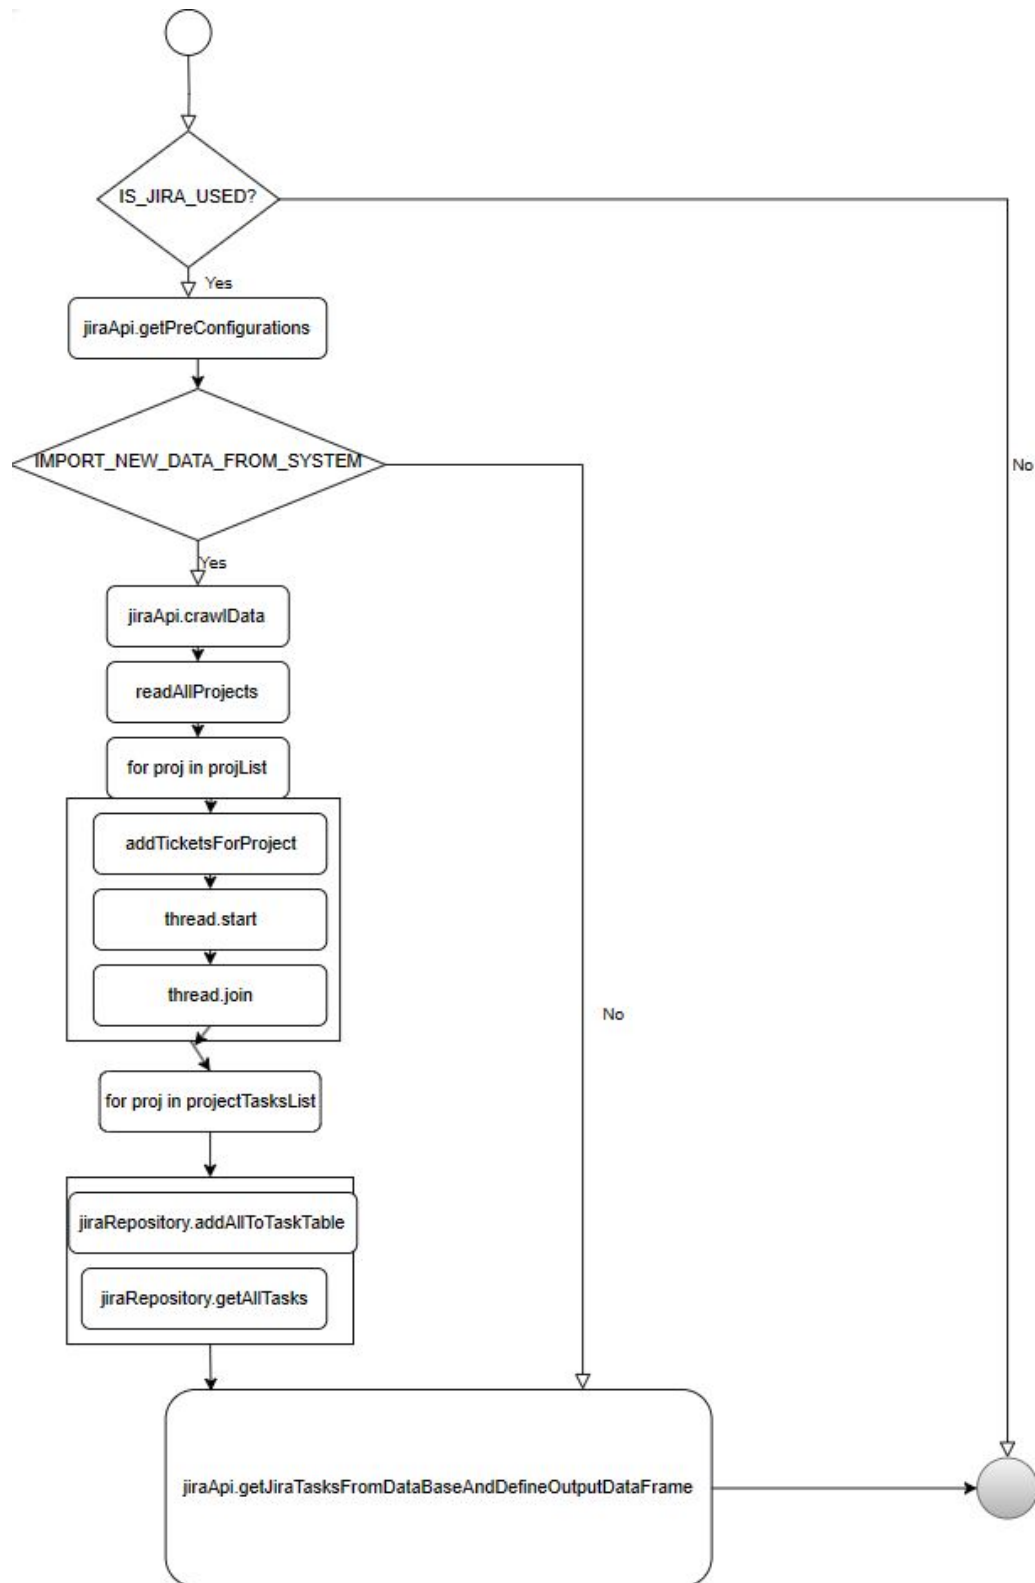 IS_JIRA_USED?
Yes
jiraApi.getPreConfigurations
IMPORT_NEW_DATA_FROM_SYSTEM
No
Yes
jiraApi.crawlData
readAllProjects
for proj in projList
addTicketsForProject
thread.start
thread.join
No
for proj in projectTasksList
jiraRepository.addAllToTaskTable
jiraRepository.getAllTasks
jiraApi.getJiraTasksFromDataBaseAndDefineOutputDataFrame